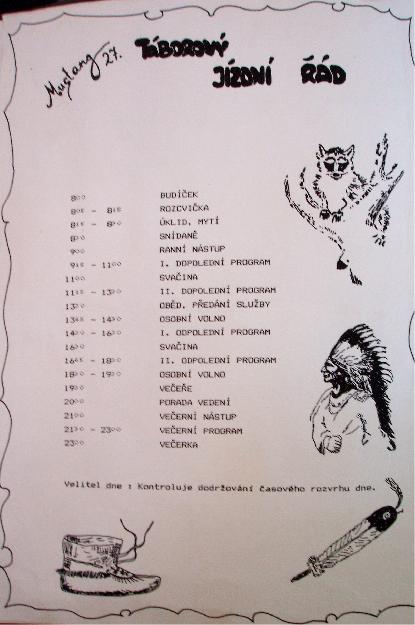 Mustang 27.
TÁBOROVÝ
JÍZDNÍ ŘÁD
8⁰⁰ BUDÍČEK
8⁰⁵ - 8¹⁵ ROZCVIČKA
8¹⁵ - 8³⁰ ÚKLID, MYTÍ
8³⁰ SNÍDANĚ
9⁰⁰ RANNÍ NÁSTUP
9¹⁵ - 11⁰⁰ I. DOPOLEDNÍ PROGRAM
11⁰⁰ SVAČINA
11¹⁵ - 13⁰⁰ II. DOPOLEDNÍ PROGRAM
13⁰⁰ OBĚD, PŘEDÁNÍ SLUŽBY
13⁴⁵ - 14³⁰ OSOBNÍ VOLNO
14³⁰ - 16³⁰ I. ODPOLEDNÍ PROGRAM
16³⁰ SVAČINA
16⁴⁵ - 18³⁰ II. ODPOLEDNÍ PROGRAM
18³⁰ - 19⁰⁰ OSOBNÍ VOLNO
19⁰⁰ VEČEŘE
20⁰⁰ PORADA VEDENÍ
21⁰⁰ VEČERNÍ NÁSTUP
21³⁰ - 23⁰⁰ VEČERNÍ PROGRAM
23⁰⁰ VEČERKA
Velitel dne : Kontroluje dodržování časového rozvrhu dne.